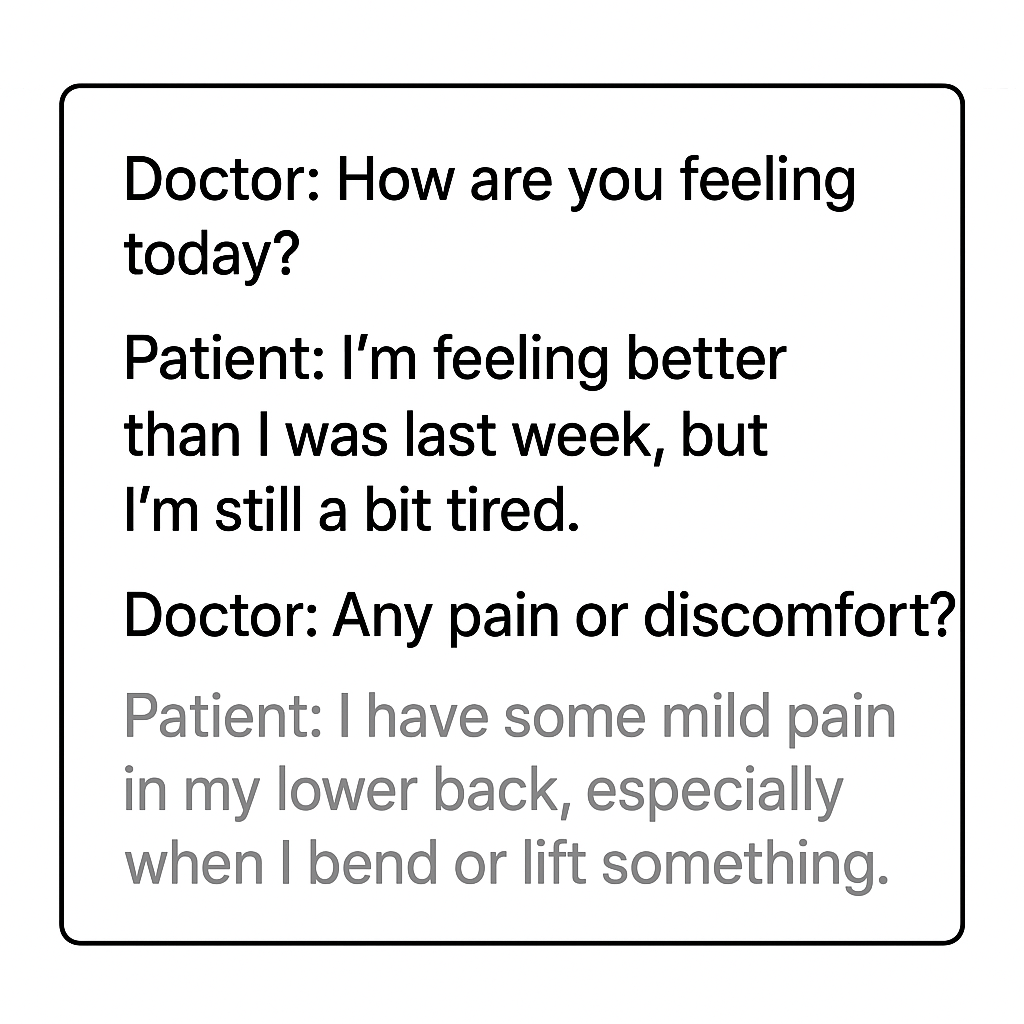 Doctor: How are you feeling
today?
Patient: I’m feeling better
than I was last week, but
I’m still a bit tired.
Doctor: Any pain or discomfort?
Patient: I have some mild pain
in my lower back, especially
when I bend or lift something.